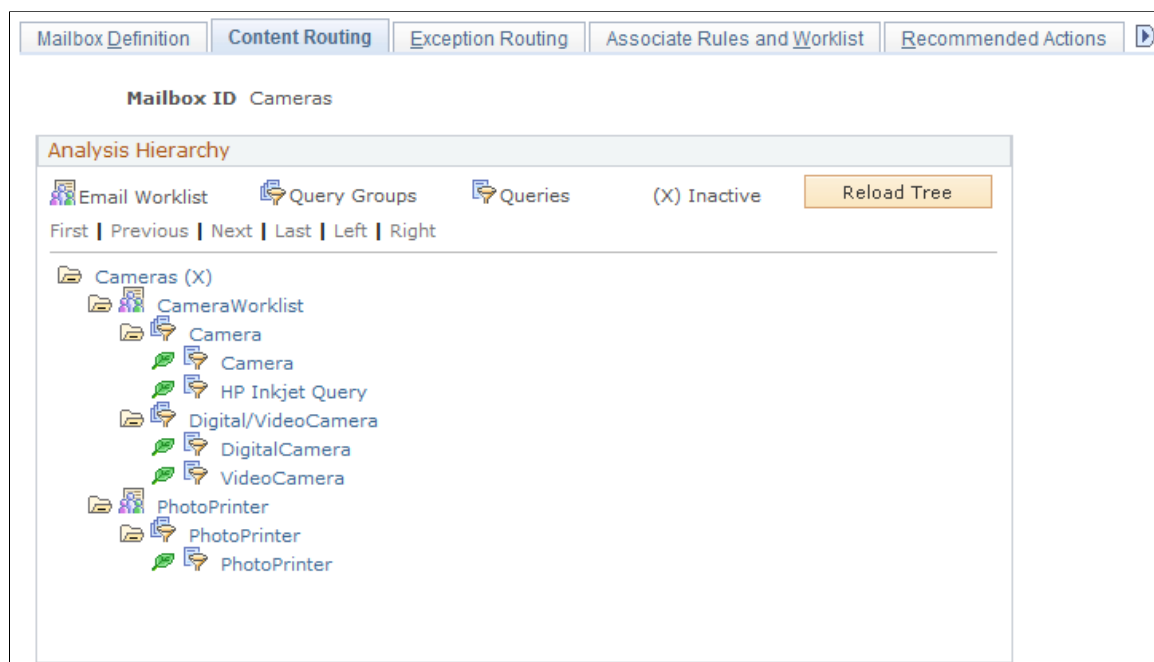 Mailbox Definition Content Routing Exception Routing Associate Rules and Worklist Recommended Actions
Mailbox ID Cameras
Analysis Hierarchy
Email Worklist Query Groups Queries (X) Inactive Reload Tree
First | Previous | Next | Last | Left | Right
Cameras (X)
CameraWorklist
Camera
Camera
HP Inkjet Query
Digital/VideoCamera
DigitalCamera
VideoCamera
PhotoPrinter
PhotoPrinter
PhotoPrinter